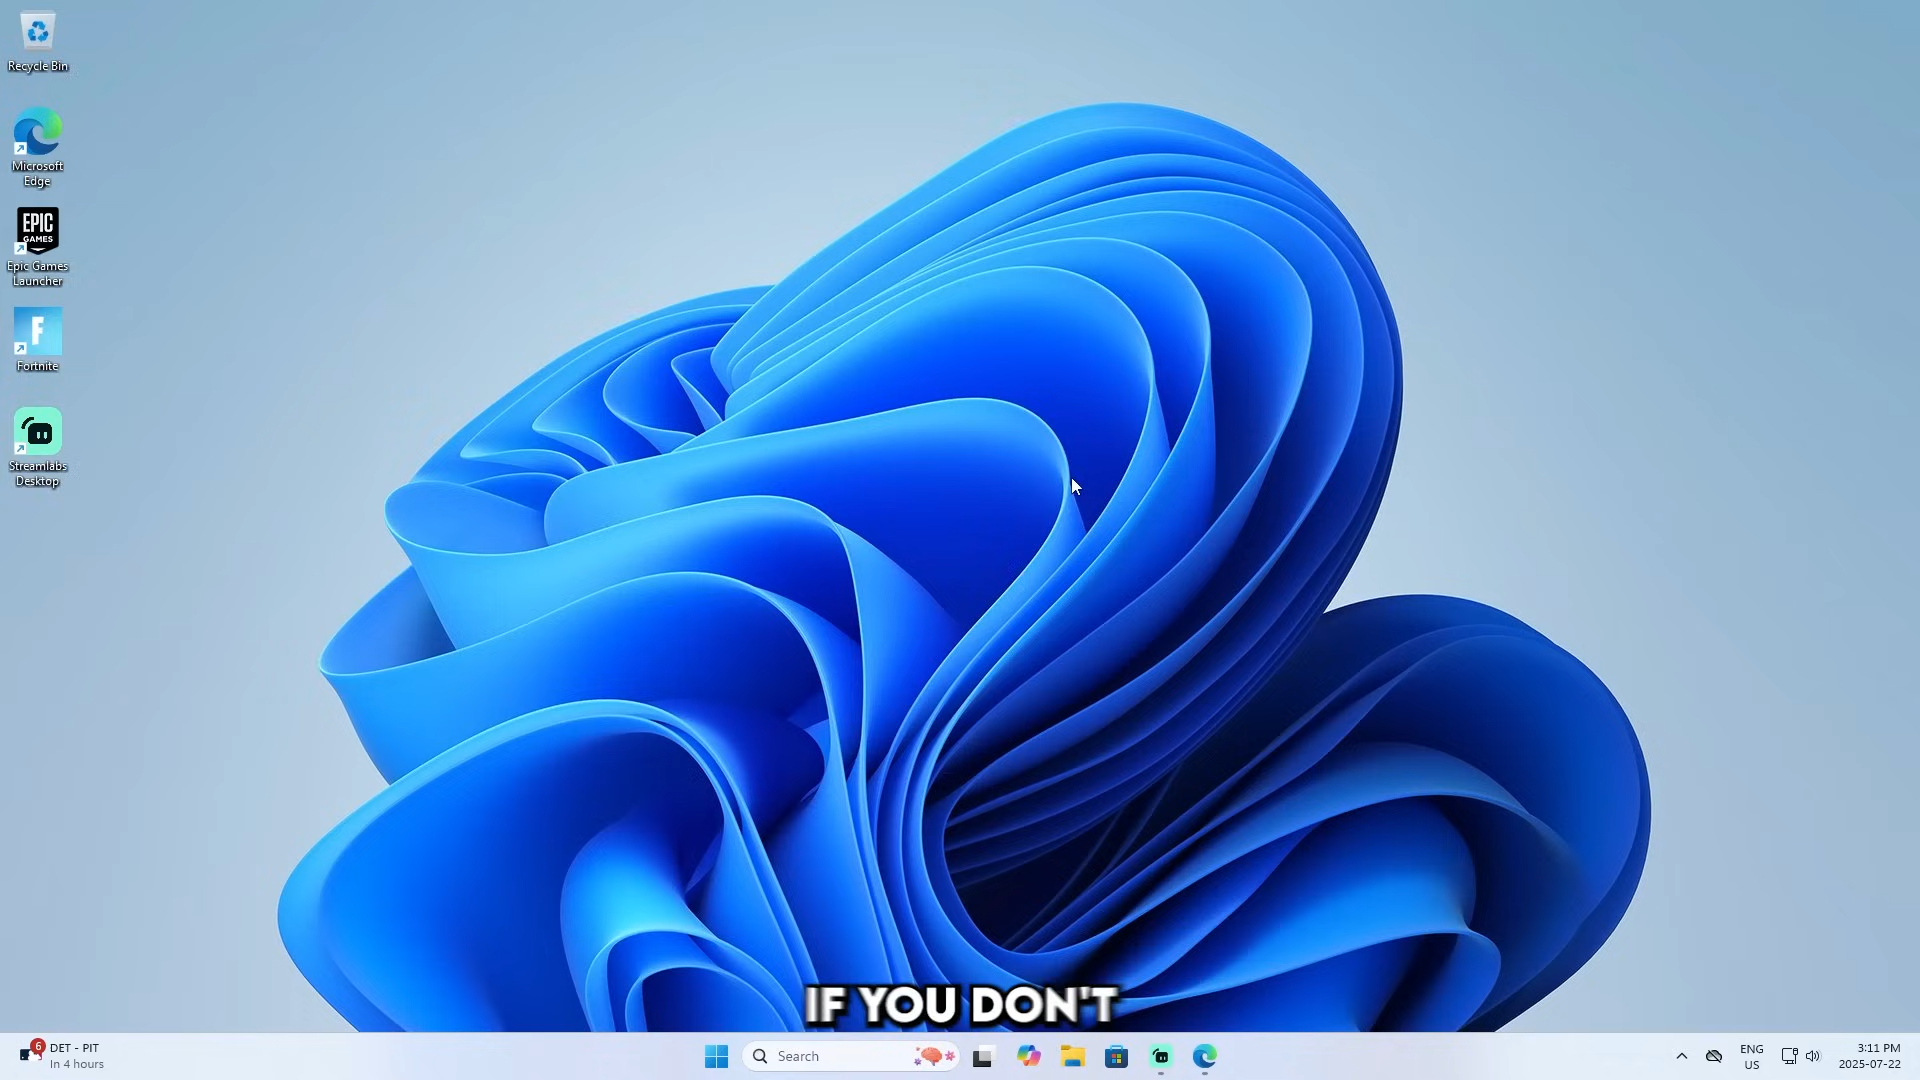 Recycle Bin
Microsoft
Edge
EPIC
GAMES
Epic Games
Launcher
F
Fortnite
Streamlabs
Desktop
IF YOU DON'T
6
DET - PIT
In 4 hours
Search
ENG
US
3:11 PM
2025-07-22